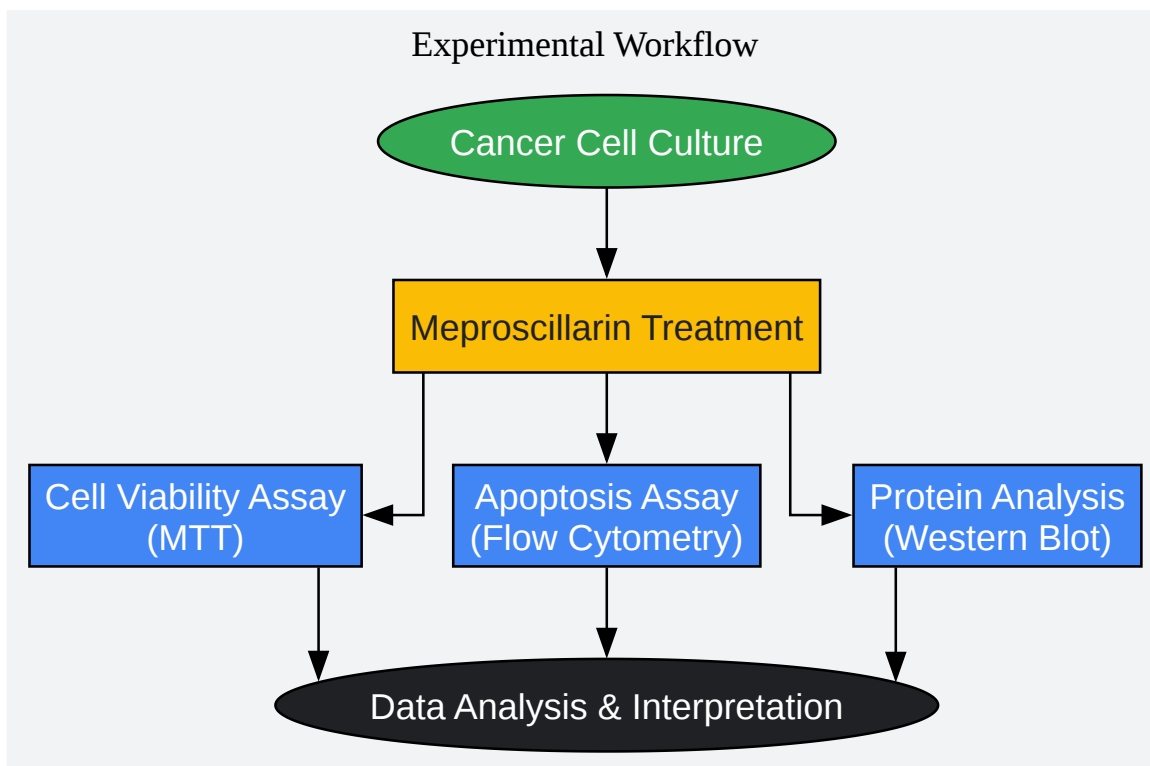 Experimental Workflow
Cancer Cell Culture
Meproscillarin Treatment
Cell Viability Assay
(MTT)
Apoptosis Assay
(Flow Cytometry)
Protein Analysis
(Western Blot)
Data Analysis & Interpretation